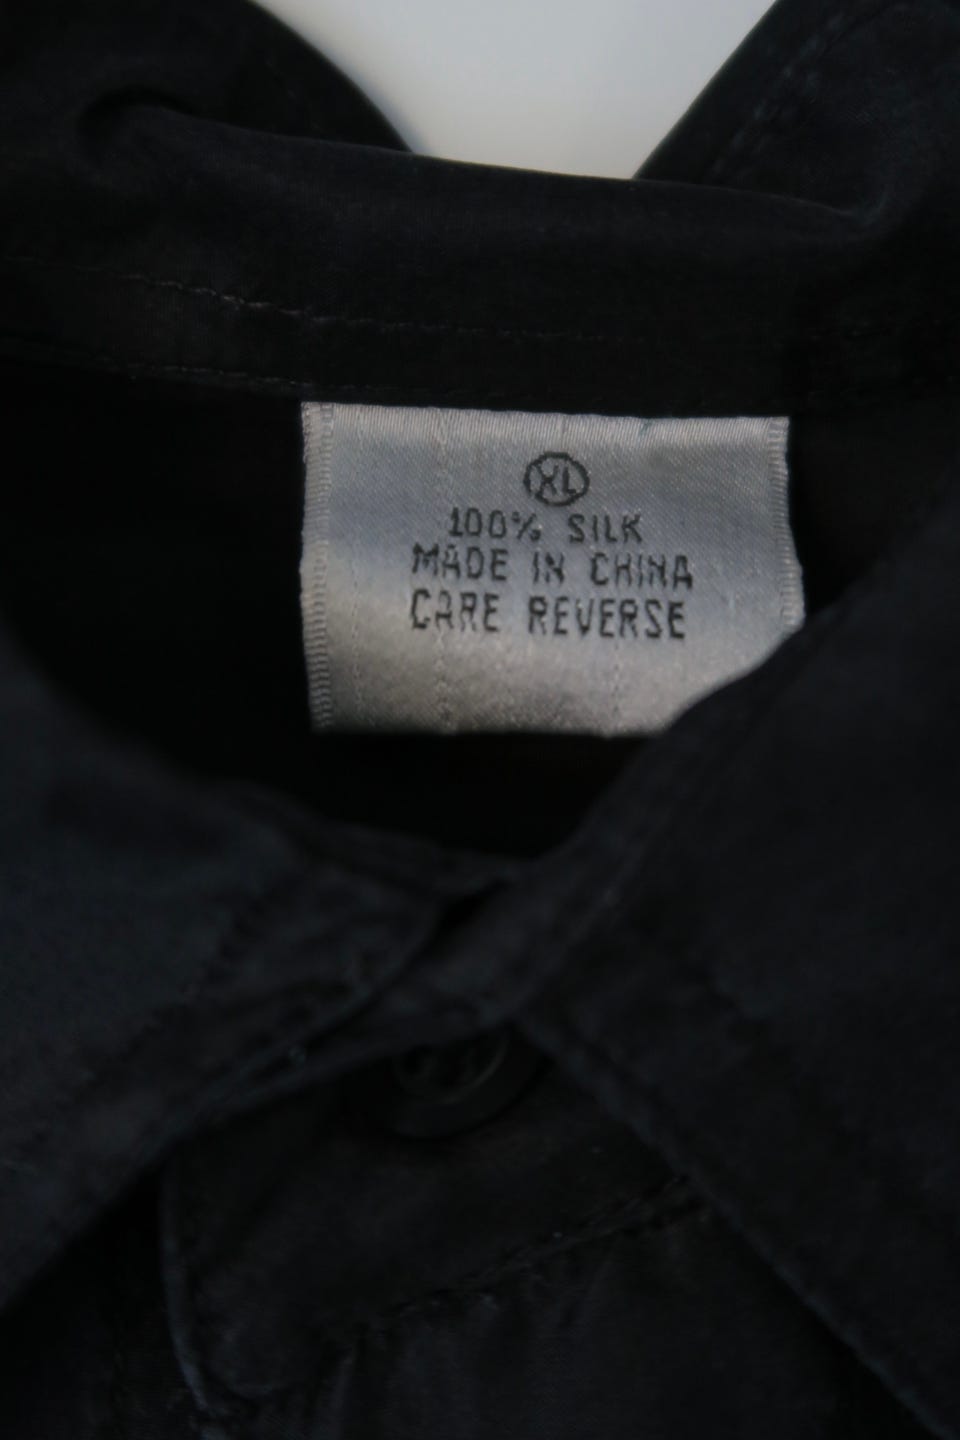 XL
100% SILK
MADE IN CHINA
CARE REVERSE